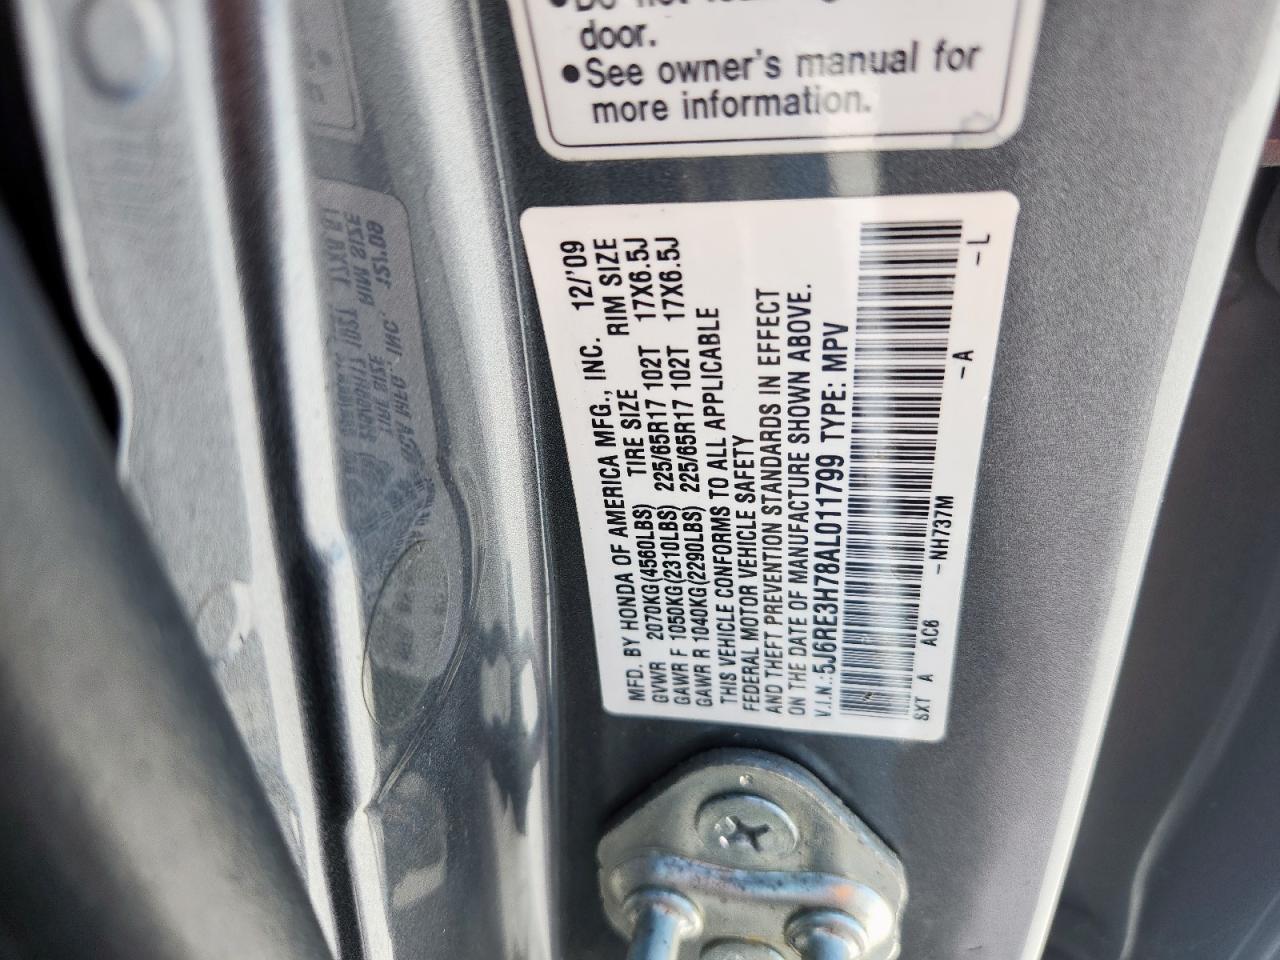 door.
●See owner's manual for
more information.
MFD. BY HONDA OF AMERICA MFG., INC. 12/'09
GVWR 2070KG(4560LBS) TIRE SIZE RIM SIZE
GAWR F 1050KG(2310LBS) 225/65R17 102T 17X6.5J
GAWR R 1040KG(2290LBS) 225/65R17 102T 17X6.5J
THIS VEHICLE CONFORMS TO ALL APPLICABLE
FEDERAL MOTOR VEHICLE SAFETY
AND THEFT PREVENTION STANDARDS IN EFFECT
ON THE DATE OF MANUFACTURE SHOWN ABOVE.
V.I.N.:5J6RE3H78AL011799 TYPE: MPV
SXT A AC6 -NH737M -A -L